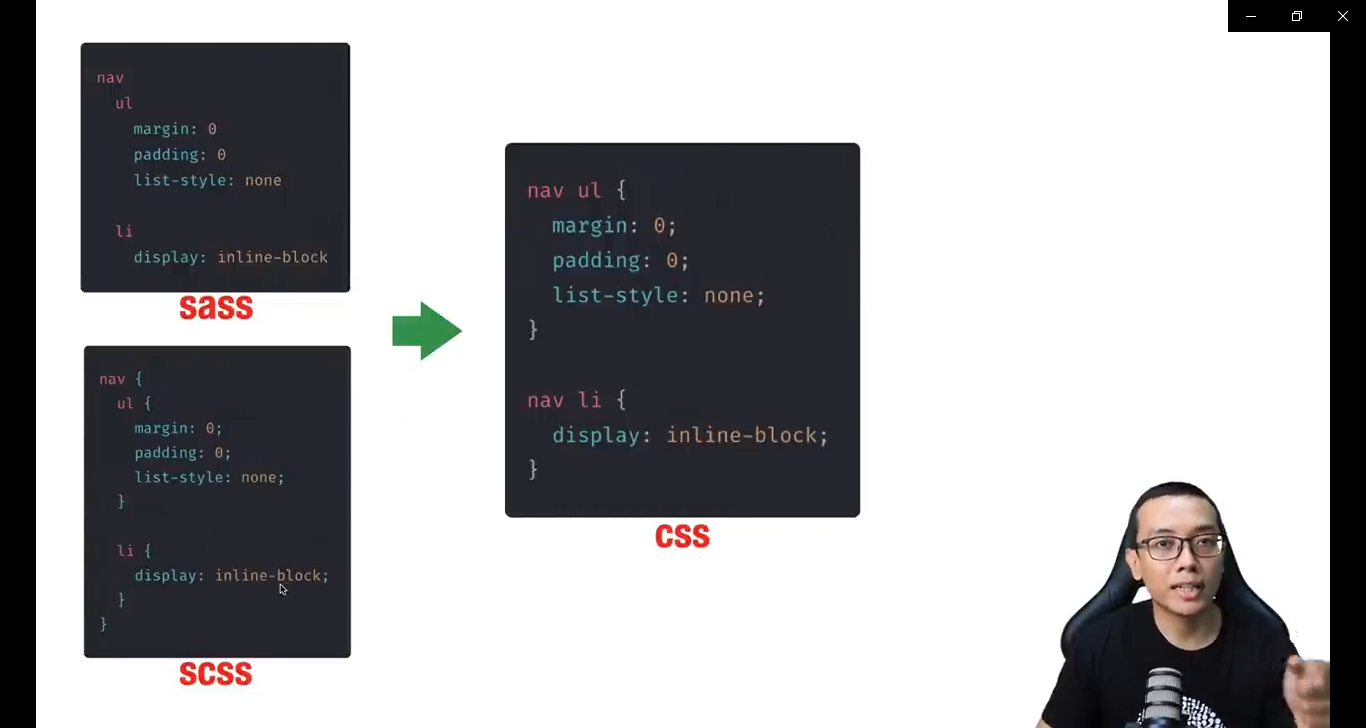 nav
ul
margin: 0
padding: 0
list-style: none
li
display: inline-block
sass
nav {
ul {
margin: 0;
padding: 0;
list-style: none;
}
li {
display: inline-block;
}
}
scss
nav ul {
margin: 0;
padding: 0;
list-style: none;
}
nav li {
display: inline-block;
}
css